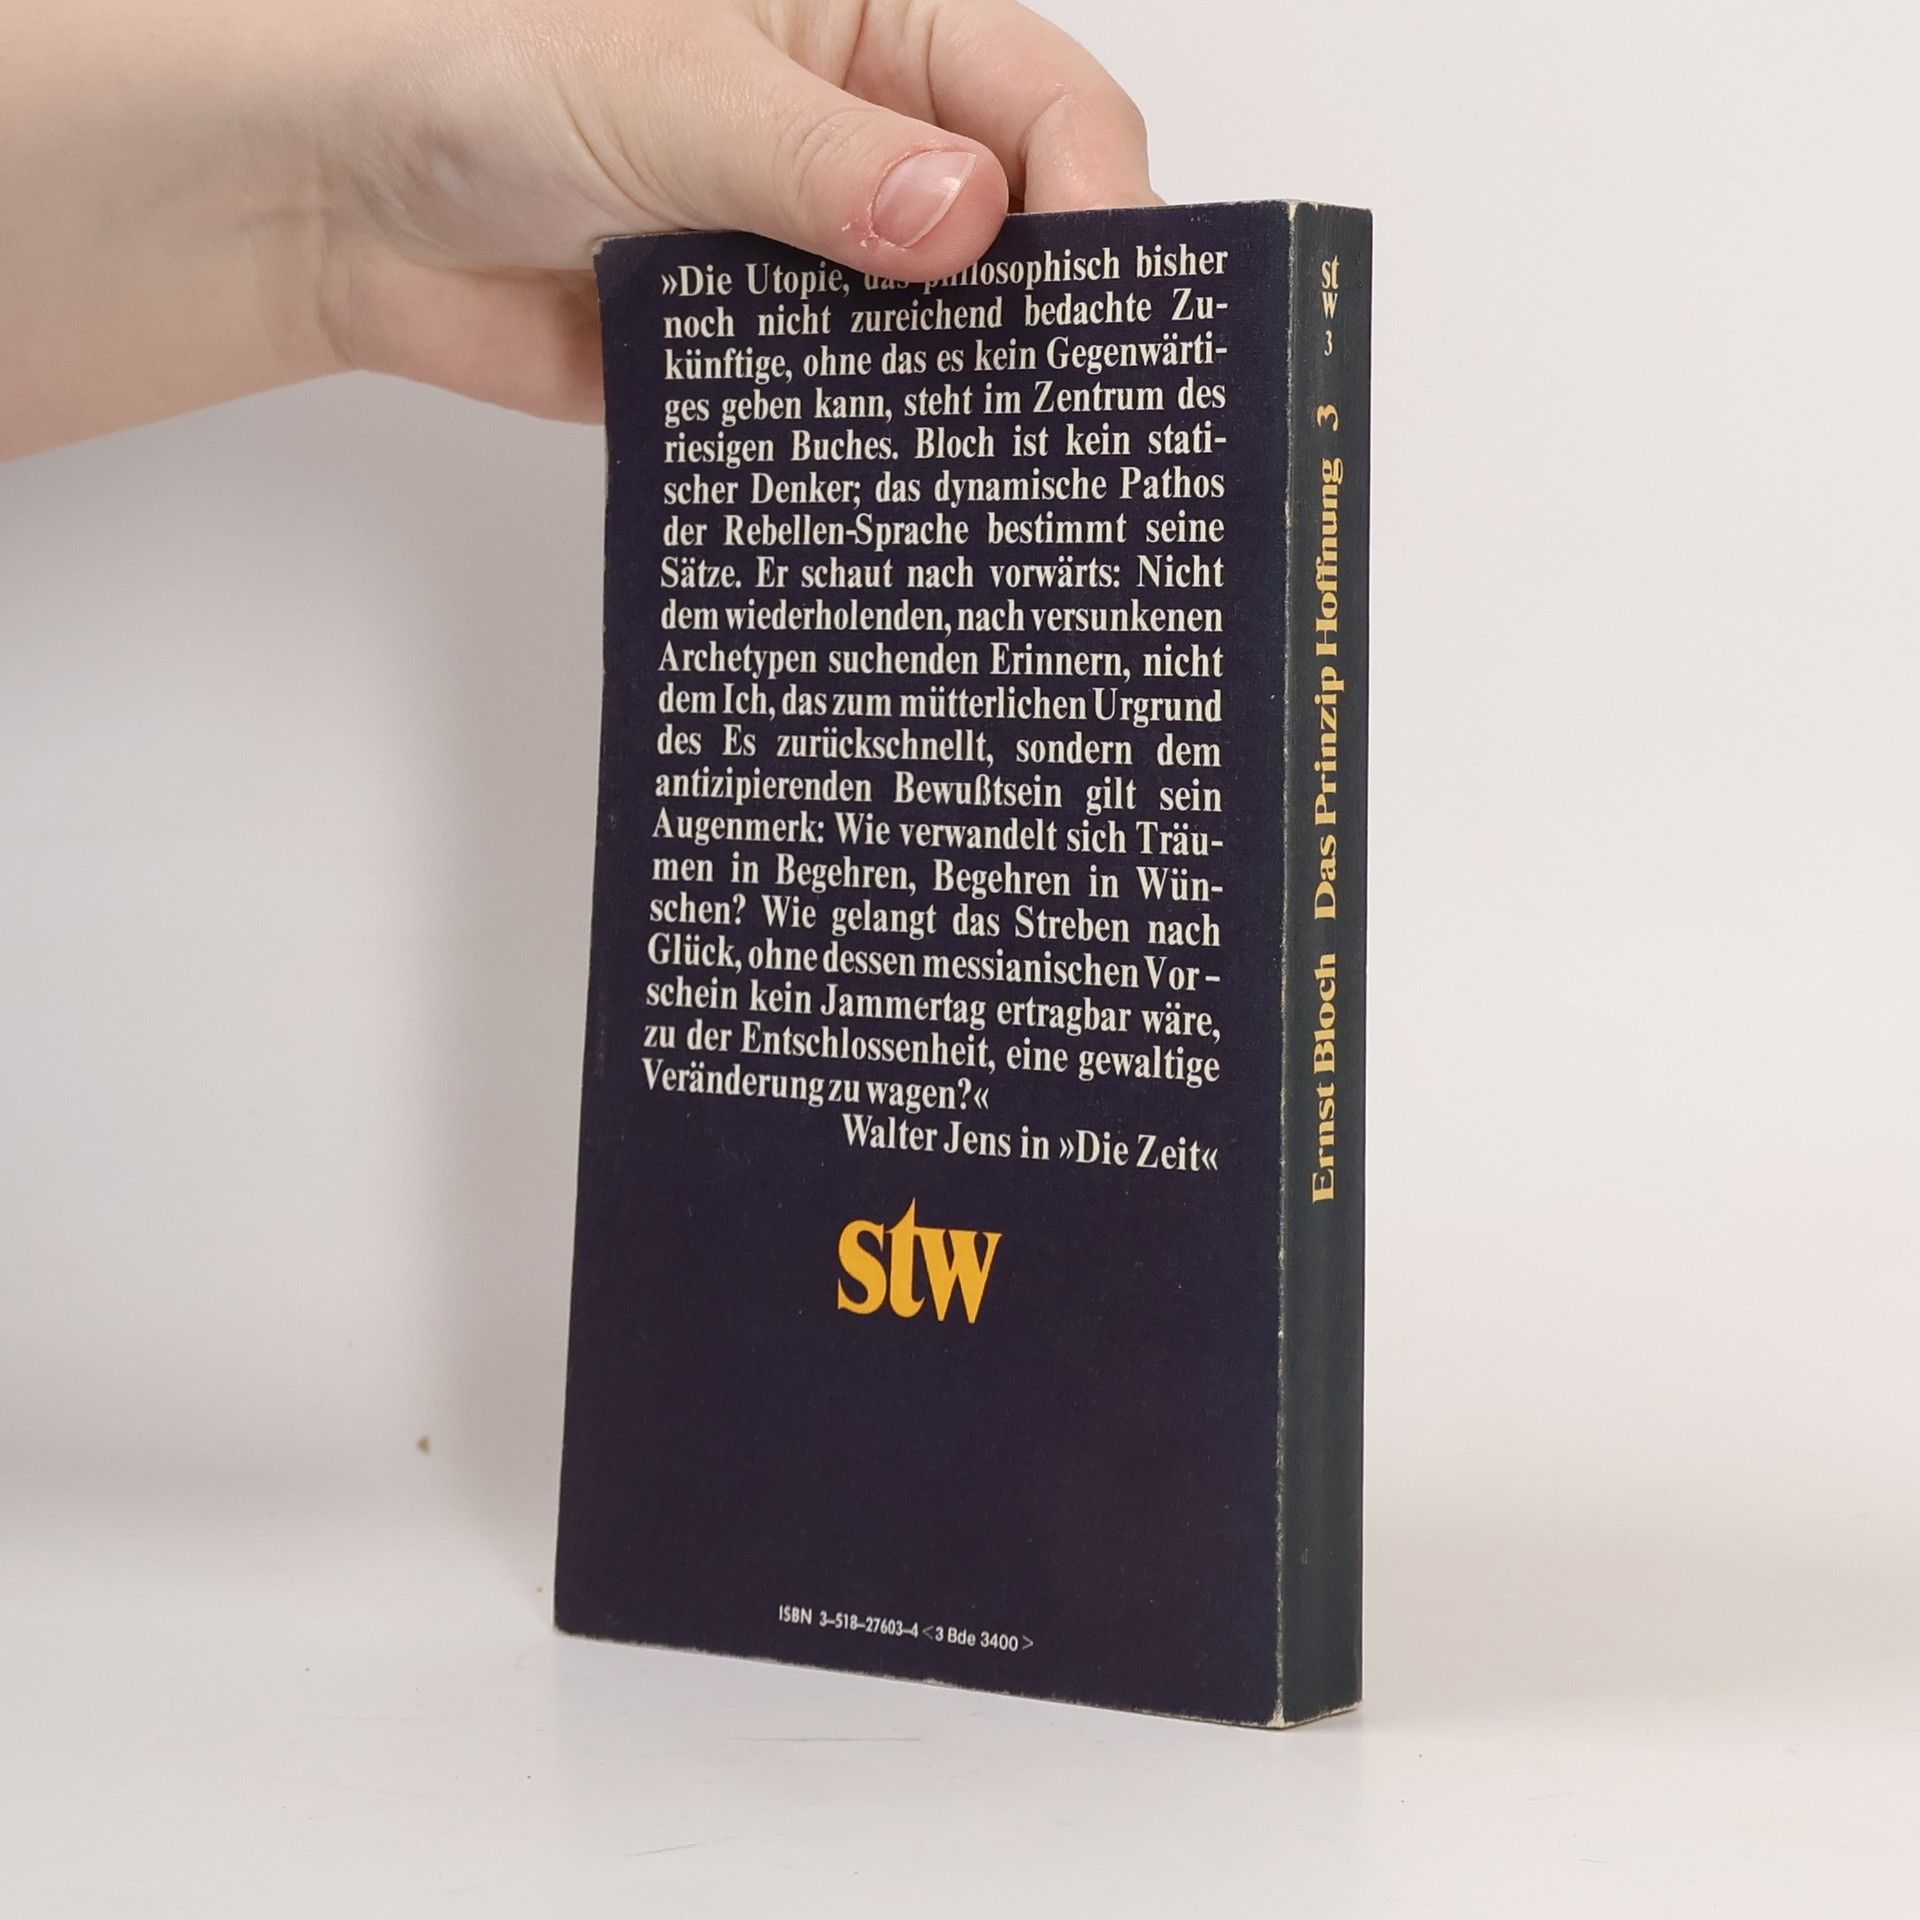 »Die Utopie, das philosophisch bisher
noch nicht zureichend bedachte Zu-
künftige, ohne das es kein Gegenwärti-
ges geben kann, steht im Zentrum des
riesigen Buches. Bloch ist kein stati-
scher Denker; das dynamische Pathos
der Rebellen-Sprache bestimmt seine
Sätze. Er schaut nach vorwärts: Nicht
dem wiederholenden, nach versunkenen
Archetypen suchenden Erinnern, nicht
dem Ich, das zum mütterlichen Urgrund
des Es zurückschnellt, sondern dem
antizipierenden Bewußtsein gilt sein
Augenmerk: Wie verwandelt sich Träu-
men in Begehren, Begehren in Wün-
schen? Wie gelangt das Streben nach
Glück, ohne dessen messianischen Vor-
schein kein Jammertag ertragbar wäre,
zu der Entschlossenheit, eine gewaltige
Veränderung zu wagen?«
Walter Jens in »Die Zeit«
stw
ISBN 3-518-27603-4 <3 Bde 3400>
st
w
3
Ernst Bloch Das Prinzip Hoffnung 3